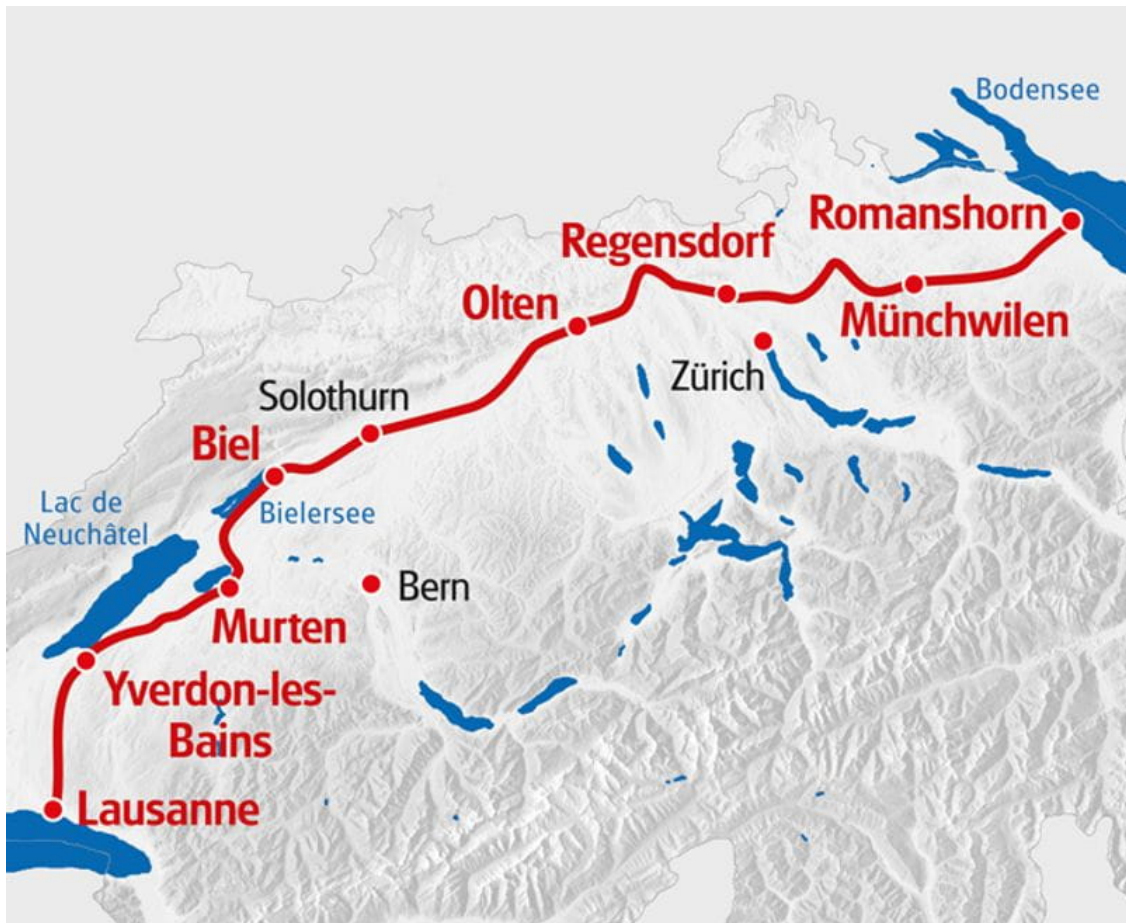 Bodensee
Romanshorn
Regensdorf
Olten
Münchwilen
Zürich
Solothurn
Biel
Lac de
Neuchâtel
Bielersee
Bern
Murten
Yverdon-les-
Bains
Lausanne